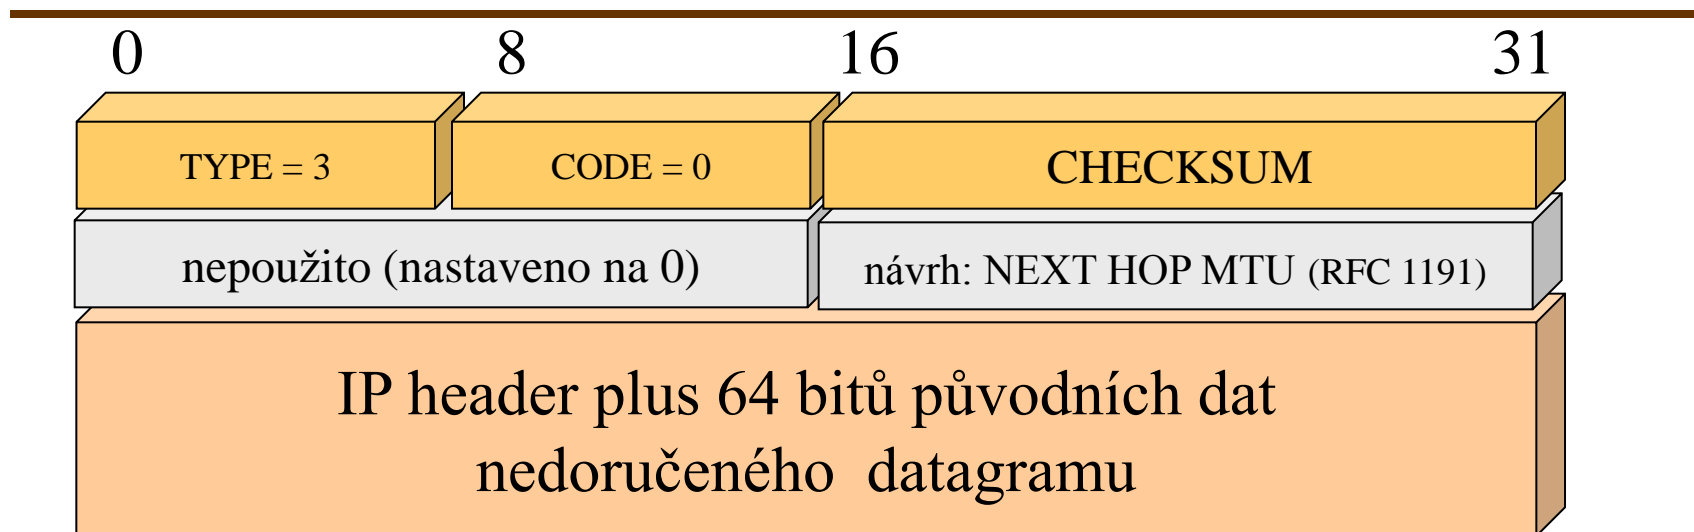 0 8 16 31
TYPE = 3 CODE = 0 CHECKSUM
nepoužito (nastaveno na 0) návrh: NEXT HOP MTU (RFC 1191)
IP header plus 64 bitů původních dat
nedoručeného datagramu